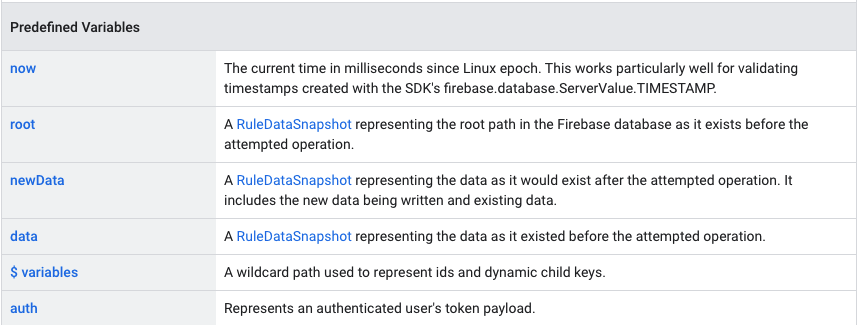 Predefined Variables
now
The current time in milliseconds since Linux epoch. This works particularly well for validating
timestamps created with the SDK's firebase.database.ServerValue.TIMESTAMP.
root
A RuleDataSnapshot representing the root path in the Firebase database as it exists before the
attempted operation.
newData
A RuleDataSnapshot representing the data as it would exist after the attempted operation. It
includes the new data being written and existing data.
data
A RuleDataSnapshot representing the data as it existed before the attempted operation.
$ variables
A wildcard path used to represent ids and dynamic child keys.
auth
Represents an authenticated user's token payload.